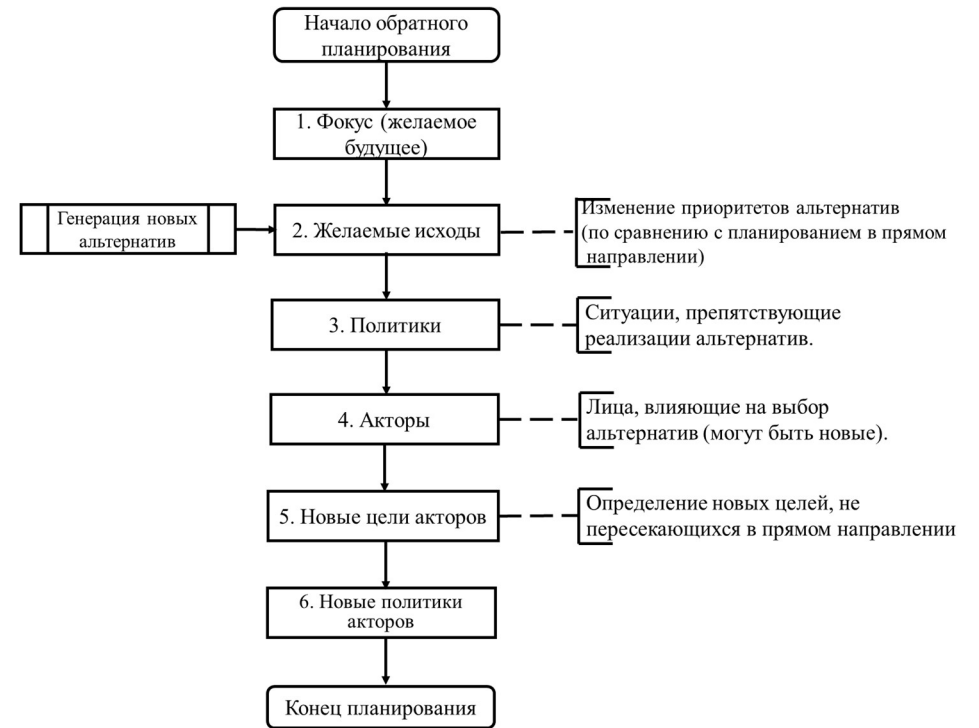 Начало обратного
планирования
1. Фокус (желаемое
будущее)
Генерация новых
альтернатив
2. Желаемые исходы
Изменение приоритетов альтернатив
(по сравнению с планированием в прямом
направлении)
3. Политики
Ситуации, препятствующие
реализации альтернатив.
4. Акторы
Лица, влияющие на выбор
альтернатив (могут быть новые).
5. Новые цели акторов
Определение новых целей, не
пересекающихся в прямом направлении
6. Новые политики
акторов
Конец планирования